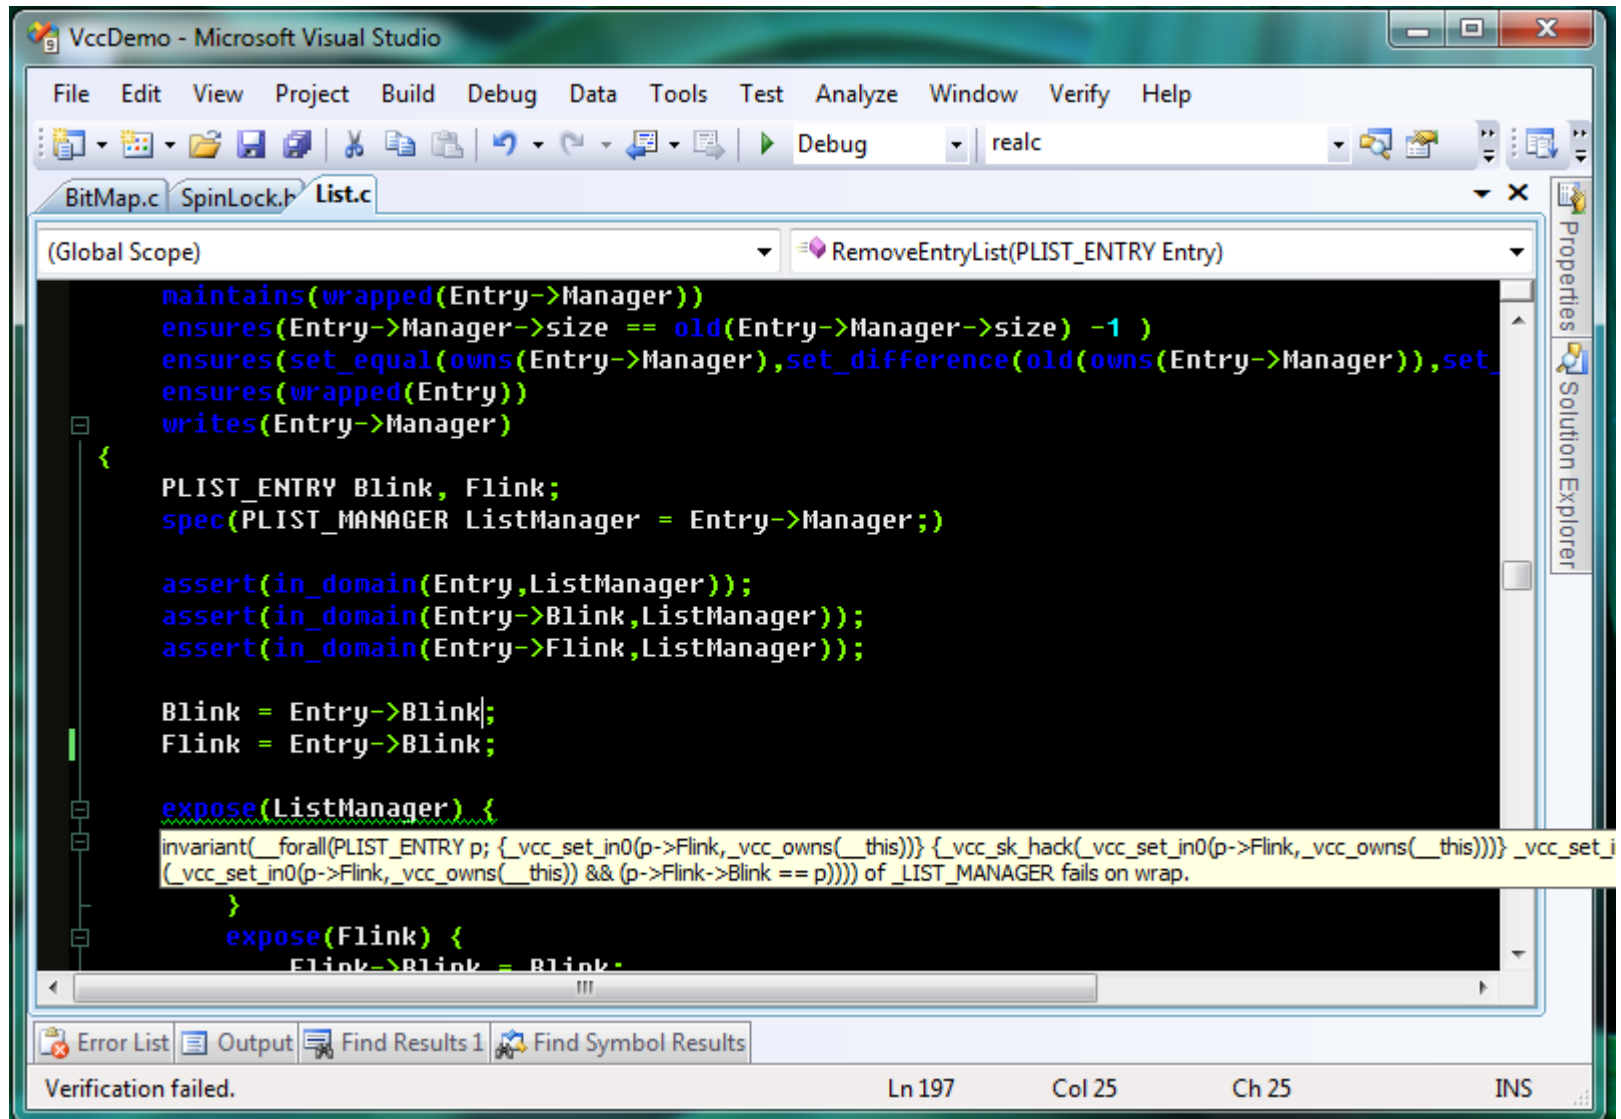 VccDemo - Microsoft Visual Studio
File Edit View Project Build Debug Data Tools Test Analyze Window Verify Help
Debug realc
BitMap.c SpinLock.h List.c
(Global Scope) RemoveEntryList(PLIST_ENTRY Entry)
maintains(wrapped(Entry->Manager))
ensures(Entry->Manager->size == old(Entry->Manager->size) -1 )
ensures(set_equal(owns(Entry->Manager),set_difference(old(owns(Entry->Manager)),set_
ensures(wrapped(Entry))
writes(Entry->Manager)
{
PLIST_ENTRY Blink, Flink;
spec(PLIST_MANAGER ListManager = Entry->Manager;)
assert(in_domain(Entry,ListManager));
assert(in_domain(Entry->Blink,ListManager));
assert(in_domain(Entry->Flink,ListManager));
Blink = Entry->Blink;
Flink = Entry->Blink;
expose(ListManager) {
invariant(__forall(PLIST_ENTRY p; {_vcc_set_in0(p->Flink,_vcc_owns(__this))} {_vcc_sk_hack(_vcc_set_in0(p->Flink,_vcc_owns(__this)))} _vcc_set_i
(_vcc_set_in0(p->Flink,_vcc_owns(__this)) && (p->Flink->Blink == p)))) of _LIST_MANAGER fails on wrap.
}
expose(Flink) {
Flink->Blink = Blink;
Properties
Solution Explorer
Error List Output Find Results 1 Find Symbol Results
Verification failed. Ln 197 Col 25 Ch 25 INS